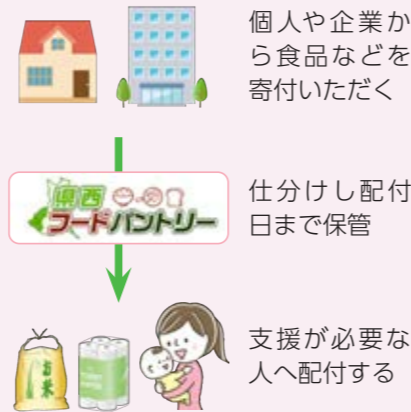 個人や企業か
ら食品などを
寄付いただく
県西
フードパントリー
仕分けし配付
日まで保管
お米
支援が必要な
人へ配付する